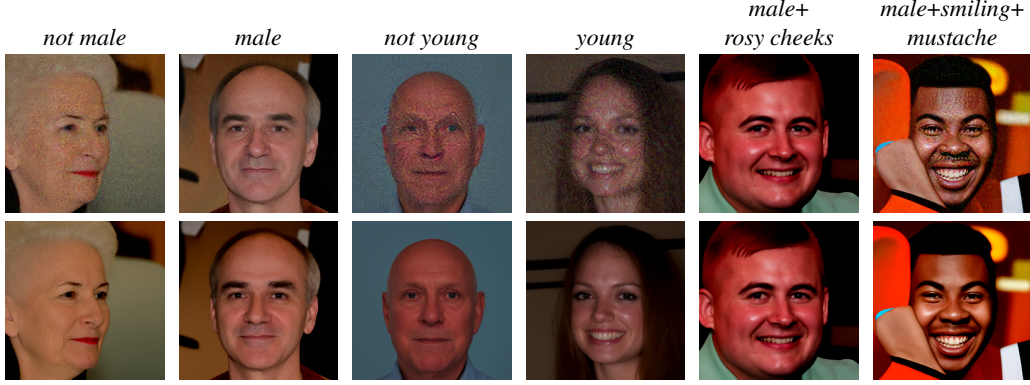 not male
male
not young
young
male+
rosy cheeks
male+smiling+
mustache